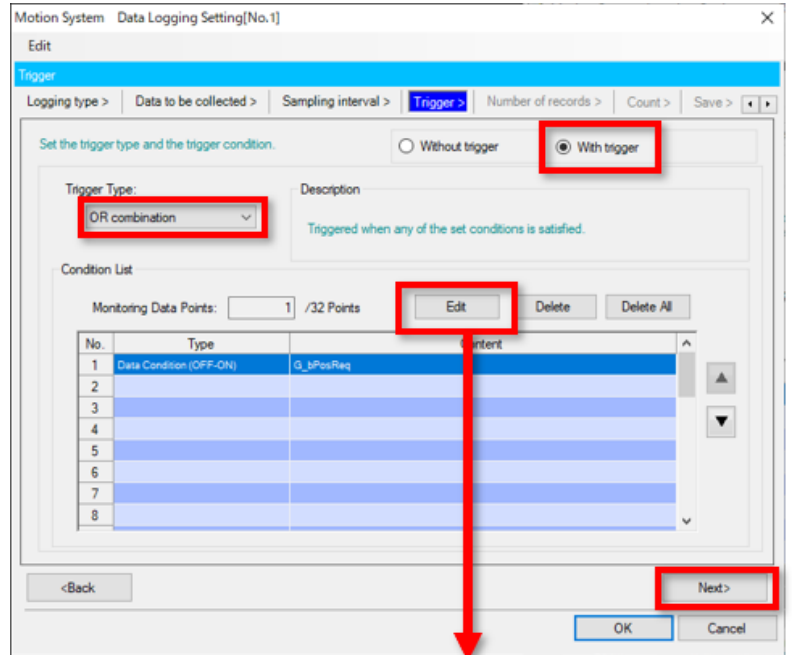 Motion System Data Logging Setting[No.1]
Edit
Trigger
Logging type > Data to be collected > Sampling interval > Trigger > Number of records > Count > Save >
Set the trigger type and the trigger condition. Without trigger With trigger
Trigger Type: Description
OR combination
Triggered when any of the set conditions is satisfied.
Condition List
Monitoring Data Points: 1 /32 Points Edit Delete Delete All
No. Type
1 Data Condition (OFF-ON) G_bPosReq
2
3
4
5
6
7
8
<Back Next>
OK Cancel